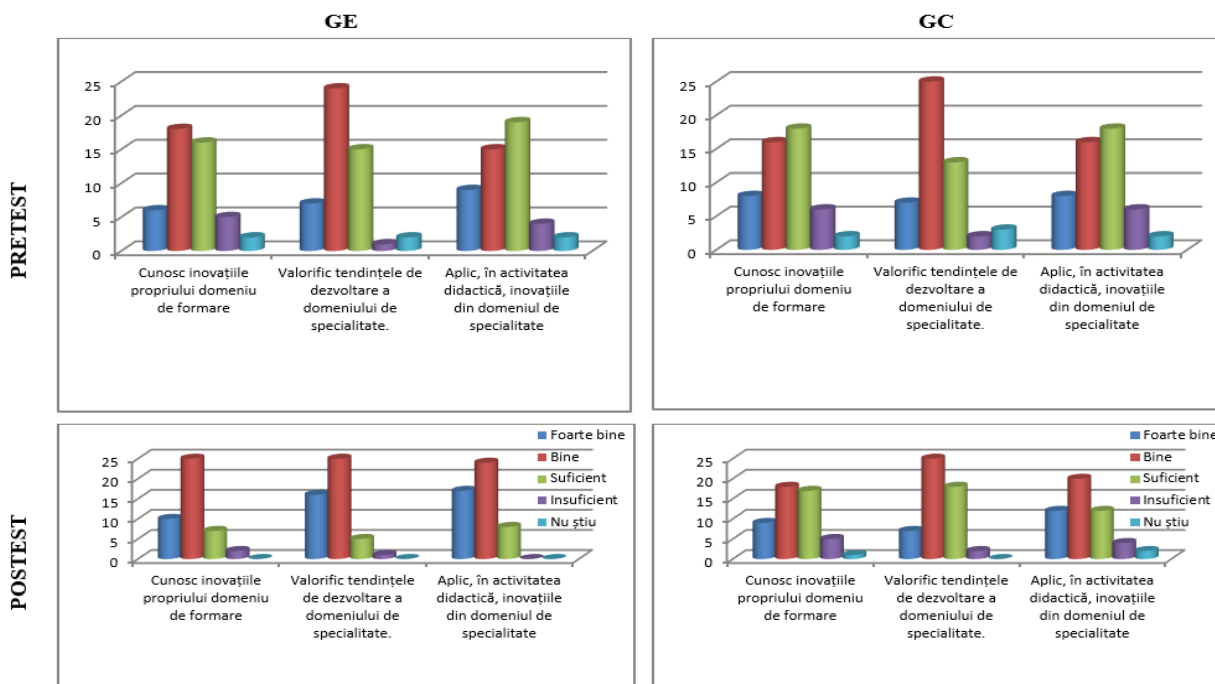 GE
GC
PRETEST
25
20
15
10
5
0
Cunosc inovațiile
propriului domeniu
de formare
Valorific tendințele de
dezvoltare a
domeniului de
specialitate.
Aplic, în activitatea
didactică, inovațiile
din domeniul de
specialitate
25
20
15
10
5
0
Cunosc inovațiile
propriului domeniu
de formare
Valorific tendințele de
dezvoltare a
domeniului de
specialitate.
Aplic, în activitatea
didactică, inovațiile
din domeniul de
specialitate
POSTEST
25
20
15
10
5
0
Foarte bine
Bine
Suficient
Insuficient
Nu știu
Cunosc inovațiile
propriului domeniu
de formare
Valorific tendințele
de dezvoltare a
domeniului de
specialitate.
Aplic, în activitatea
didactică, inovațiile
din domeniul de
specialitate
25
20
15
10
5
0
Foarte bine
Bine
Suficient
Insuficient
Nu știu
Cunosc inovațiile
propriului domeniu
de formare
Valorific tendințele
de dezvoltare a
domeniului de
specialitate.
Aplic, în activitatea
didactică, inovațiile
din domeniul de
specialitate